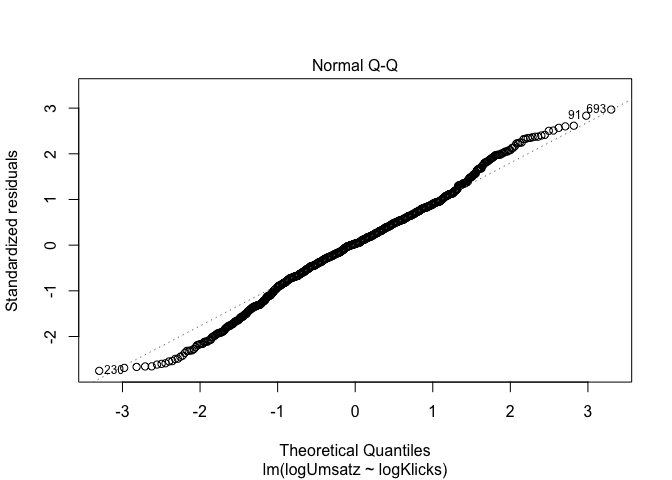 Normal Q-Q
Standardized residuals
3
2
1
0
-1
-2
91
693
230
-3 -2 -1 0 1 2 3
Theoretical Quantiles
lm(logUmsatz ~ logKlicks)